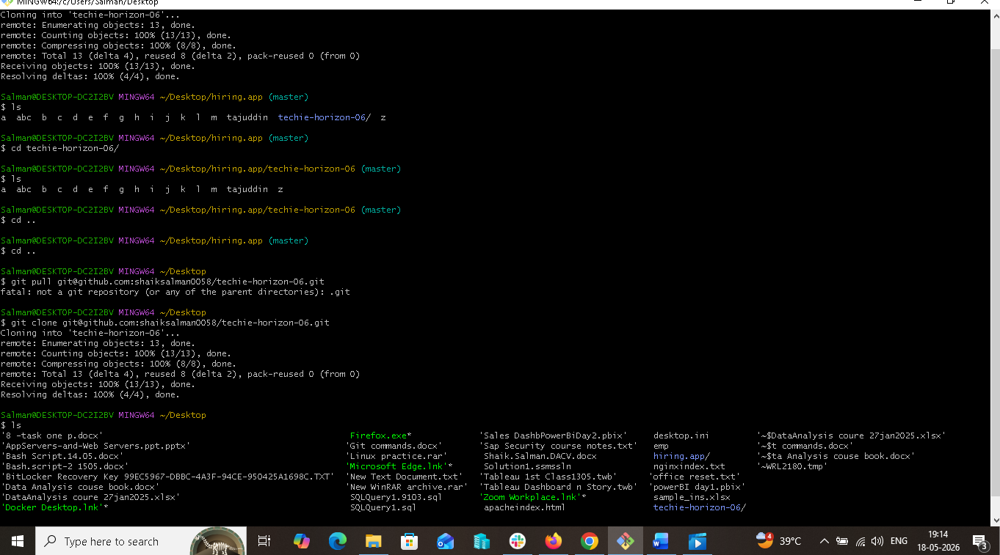 MINGW64:/c/Users/Salman/Desktop
Cloning into 'techie-horizon-06'...
remote: Enumerating objects: 13, done.
remote: Counting objects: 100% (13/13), done.
remote: Compressing objects: 100% (8/8), done.
remote: Total 13 (delta 4), reused 8 (delta 2), pack-reused 0 (from 0)
Receiving objects: 100% (13/13), done.
Resolving deltas: 100% (4/4), done.
Salman@DESKTOP-DC2I2BV MINGW64 ~/Desktop/hiring.app (master)
$ ls
a  abc  b  c  d  e  f  g  h  i  j  k  l  m  tajuddin  techie-horizon-06/  z
Salman@DESKTOP-DC2I2BV MINGW64 ~/Desktop/hiring.app (master)
$ cd techie-horizon-06/
Salman@DESKTOP-DC2I2BV MINGW64 ~/Desktop/hiring.app/techie-horizon-06 (master)
$ ls
a  abc  b  c  d  e  f  g  h  i  j  k  l  m  tajuddin  z
Salman@DESKTOP-DC2I2BV MINGW64 ~/Desktop/hiring.app/techie-horizon-06 (master)
$ cd ..
Salman@DESKTOP-DC2I2BV MINGW64 ~/Desktop/hiring.app (master)
$ cd ..
Salman@DESKTOP-DC2I2BV MINGW64 ~/Desktop
$ git pull git@github.com:shaiksalman0058/techie-horizon-06.git
fatal: not a git repository (or any of the parent directories): .git
Salman@DESKTOP-DC2I2BV MINGW64 ~/Desktop
$ git clone git@github.com:shaiksalman0058/techie-horizon-06.git
Cloning into 'techie-horizon-06'...
remote: Enumerating objects: 13, done.
remote: Counting objects: 100% (13/13), done.
remote: Compressing objects: 100% (8/8), done.
remote: Total 13 (delta 4), reused 8 (delta 2), pack-reused 0 (from 0)
Receiving objects: 100% (13/13), done.
Resolving deltas: 100% (4/4), done.
Salman@DESKTOP-DC2I2BV MINGW64 ~/Desktop
$ ls
'8 -task one p.docx'  Firefox.exe*  'Sales DashbPowerBiDay2.pbix'  desktop.ini  '~$DataAnalysis coure 27jan2025.xlsx'
'AppServers-and-Web Servers.ppt.pptx'  'Git commands.docx'  'Sap Security course notes.txt'  emp  '~$t commands.docx'
'Bash Script.14.05.docx'  'Linux practice.rar'  Shaik.Salman.DACV.docx  hiring.app/  '~$ta Analysis couse book.docx'
'Bash.script-2 1505.docx'  'Microsoft Edge.lnk'*  Solution1.ssmssln  nginxindex.txt  '~WRL2180.tmp'
'BitLocker Recovery Key 99EC5967-DBBC-4A3F-94CE-950425A1698C.TXT'  'New Text Document.txt'  'Tableau 1st Class1305.twb'  'office reset.txt'
'Data Analysis couse book.docx'  'New WinRAR archive.rar'  'Tableau Dashboard n Story.twb'  'powerBI day1.pbix'
'DataAnalysis coure 27jan2025.xlsx'  SQLQuery1.9103.sql  'Zoom Workplace.lnk'*  sample_ins.xlsx
'Docker Desktop.lnk'*  SQLQuery1.sql  apacheindex.html  techie-horizon-06/
Type here to search
4
39°C
ENG
19:14
18-05-2026
3